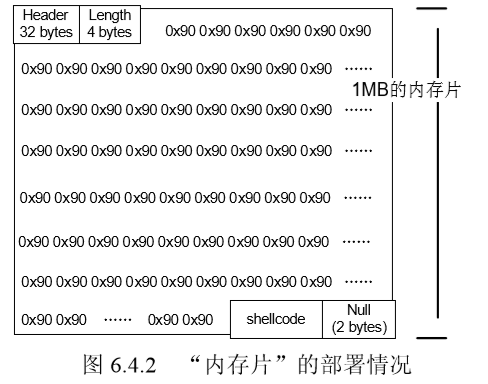 Header 32 bytes
Length 4 bytes
0x90 0x90 0x90 0x90 0x90 0x90
0x90 0x90 0x90 0x90 0x90 0x90 0x90 0x90 0x90 ……
1MB的内存片
0x90 0x90 0x90 0x90 0x90 0x90 0x90 0x90 0x90 ……
0x90 0x90 0x90 0x90 0x90 0x90 0x90 0x90 0x90 ……
0x90 0x90 0x90 0x90 0x90 0x90 0x90 0x90 0x90 ……
0x90 0x90 0x90 0x90 0x90 0x90 0x90 0x90 0x90 ……
0x90 0x90 0x90 0x90 0x90 0x90 0x90 0x90 0x90 ……
0x90 0x90 …… 0x90 0x90
shellcode
Null
(2 bytes)
图 6.4.2 “内存片”的部署情况